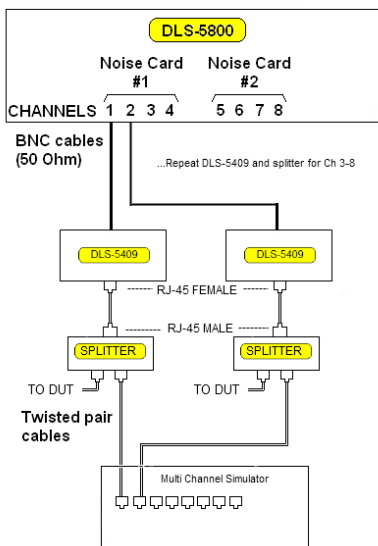 DLS-5800
Noise Card #1
Noise Card #2
CHANNELS 1 2 3 4 5 6 7 8
BNC cables
(50 Ohm)
...Repeat DLS-5409 and splitter for Ch 3-8
DLS-5409
DLS-5409
RJ-45 FEMALE
RJ-45 MALE
SPLITTER
SPLITTER
TO DUT
TO DUT
Twisted pair
cables
Multi Channel Simulator